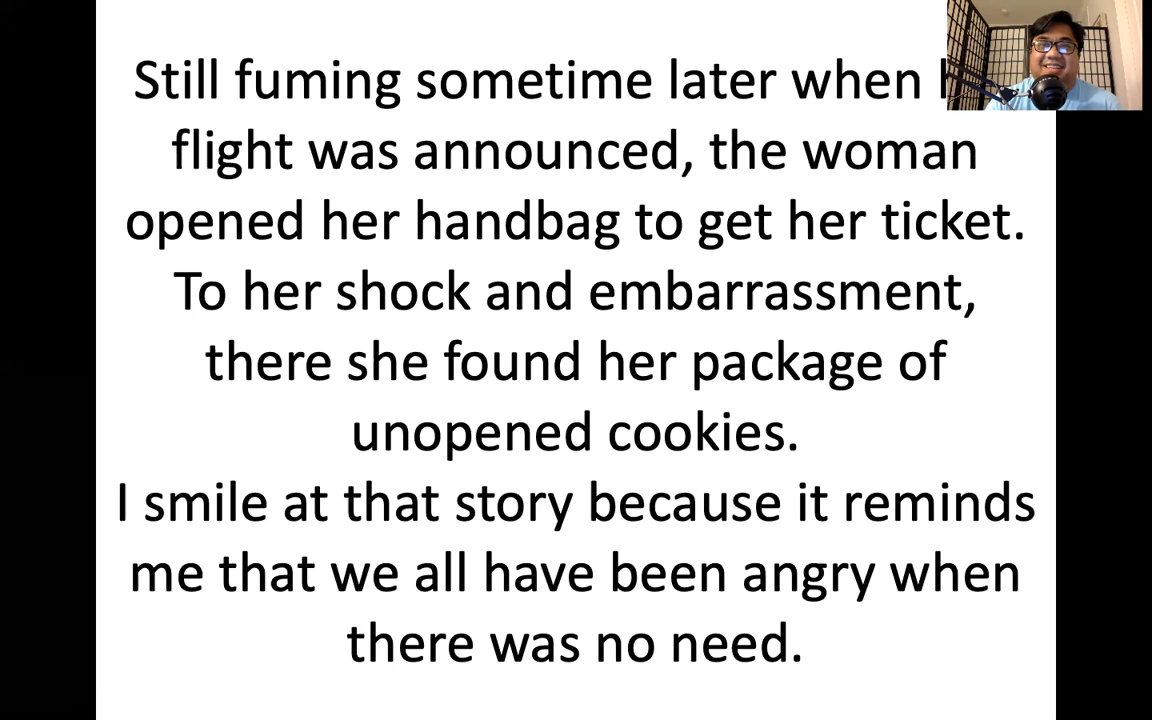 Still fuming sometime later when
flight was announced, the woman
opened her handbag to get her ticket.
To her shock and embarrassment,
there she found her package of
unopened cookies.
I smile at that story because it reminds
me that we all have been angry when
there was no need.